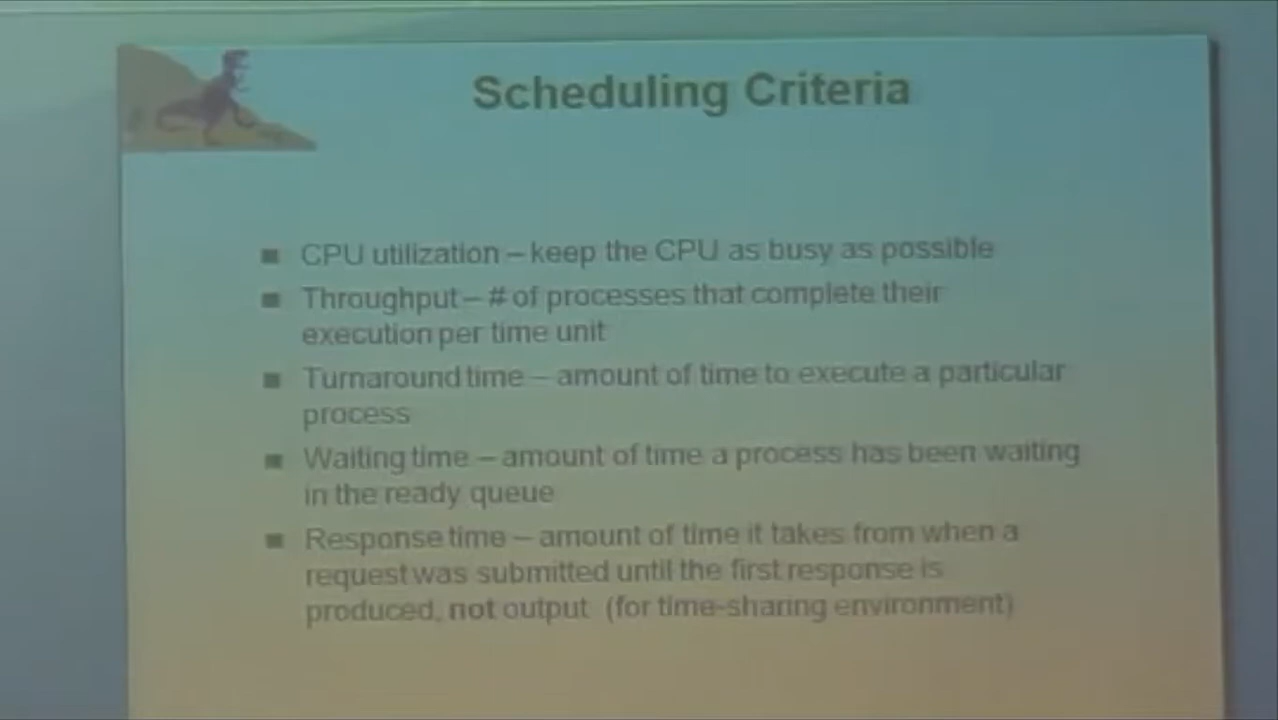 Scheduling Criteria
■ CPU utilization – keep the CPU as busy as possible
■ Throughput – # of processes that complete their
execution per time unit
■ Turnaround time – amount of time to execute a particular
process
■ Waiting time – amount of time a process has been waiting
in the ready queue
■ Response time – amount of time it takes from when a
request was submitted until the first response is
produced, not output (for time-sharing environment)